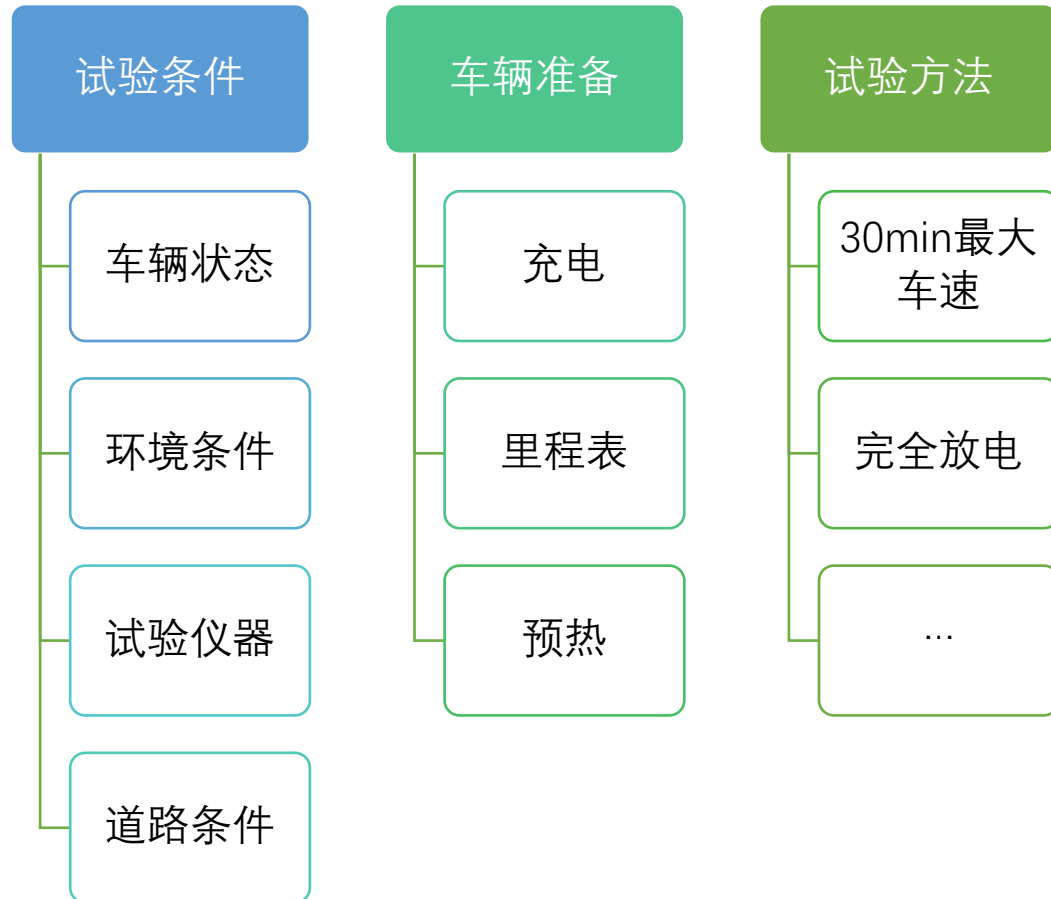 试验条件
车辆状态
环境条件
试验仪器
道路条件
车辆准备
充电
里程表
预热
试验方法
30min最大
车速
完全放电
...